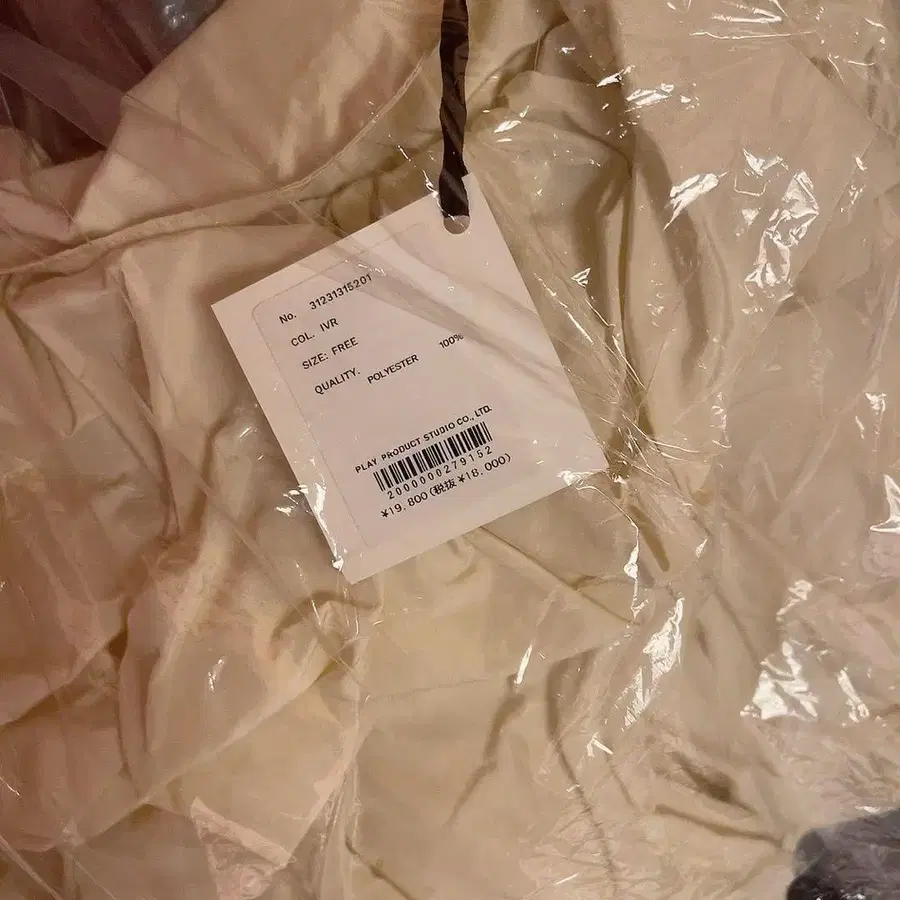 No. 31231315201
COL. IVR
SIZE: FREE
QUALITY. POLYESTER 100%
PLAY PRODUCT STUDIO CO., LTD.
2000000279152
¥19.800(税抜 ¥18.000)